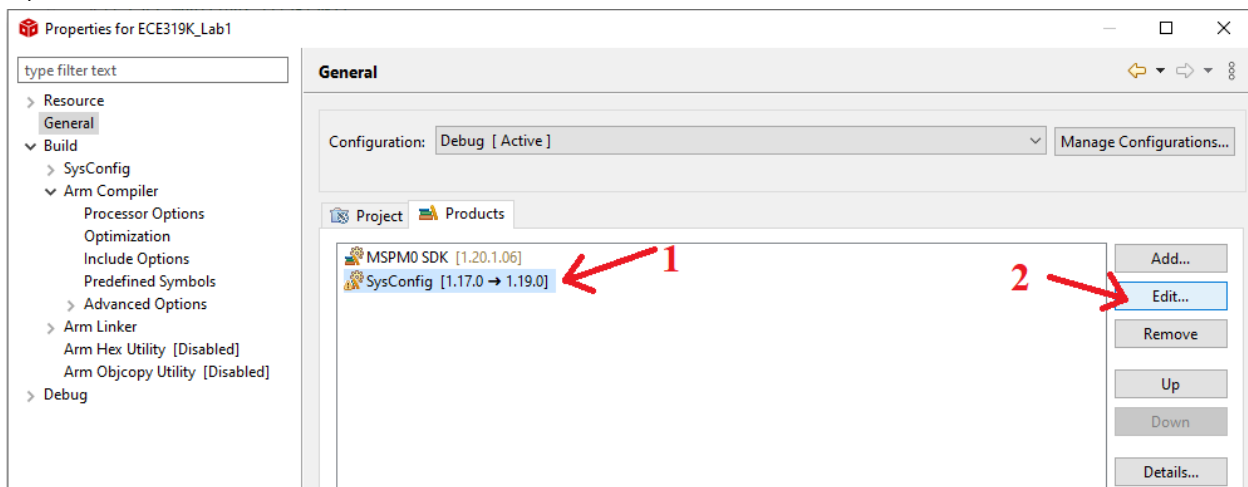 Properties for ECE319K_Lab1
type filter text
General
Resource
General
Configuration: Debug [ Active ] Manage Configurations...
Build
SysConfig
Arm Compiler
Processor Options
Project Products
Optimization
MSPM0 SDK [1.20.1.06] 1 Add...
Include Options
SysConfig [1.17.0 → 1.19.0] 2 Edit...
Predefined Symbols
Advanced Options
Arm Linker
Remove
Arm Hex Utility [Disabled]
Arm Objcopy Utility [Disabled]
Up
Debug
Down
Details...